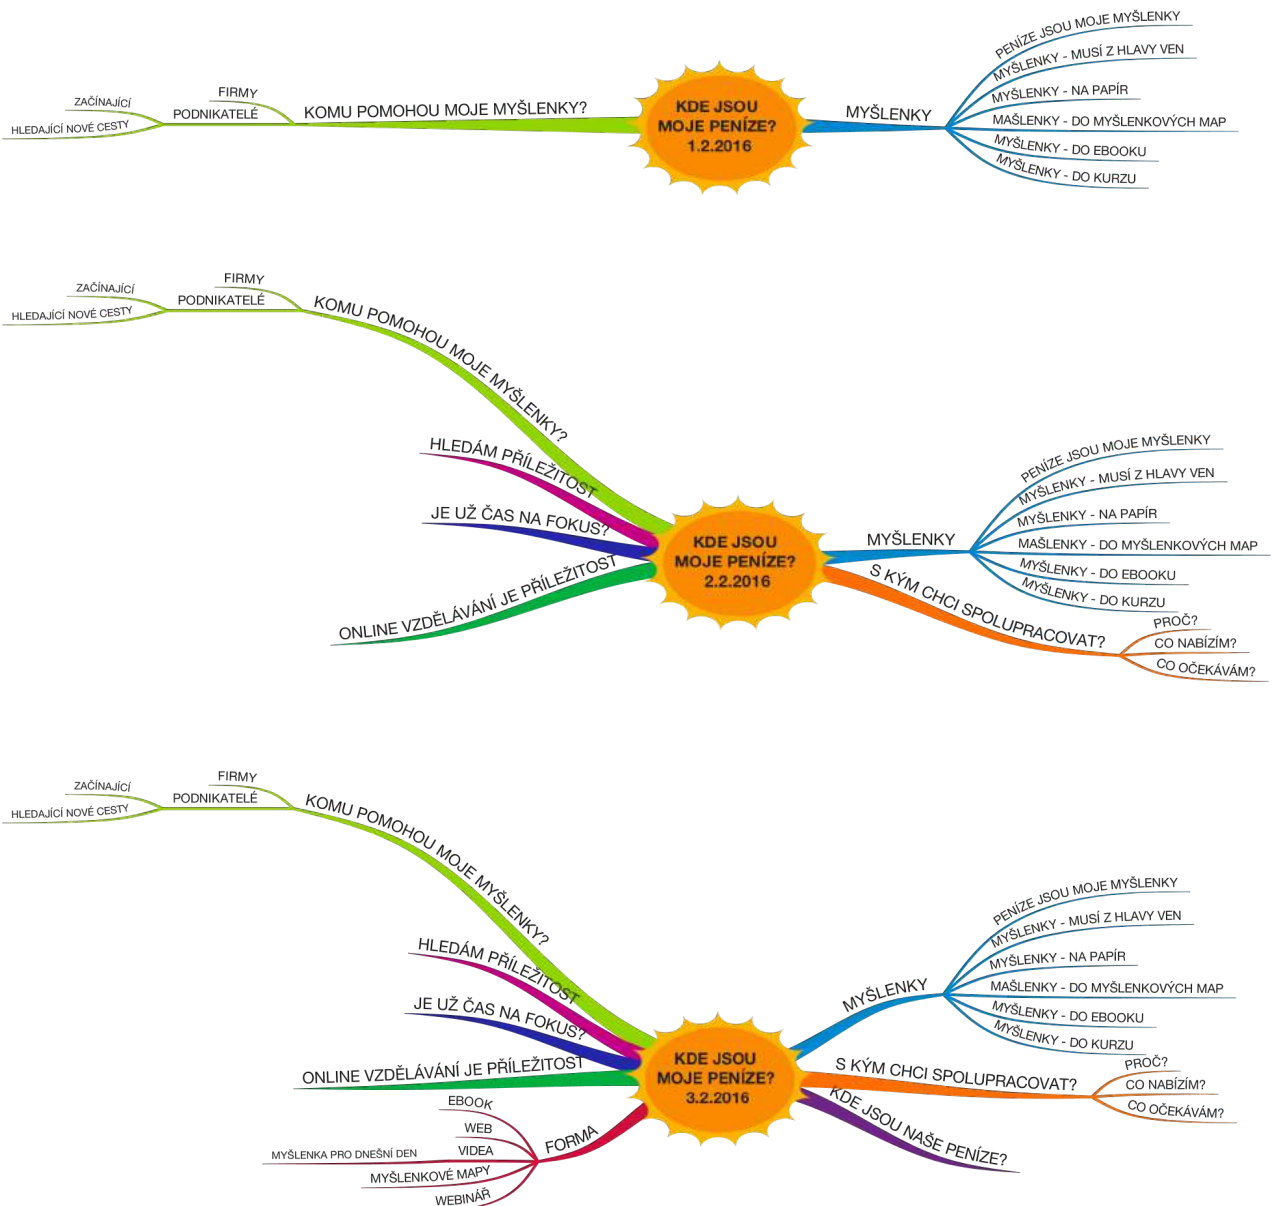 KDE JSOU
MOJE PENÍZE?
1.2.2016
MYŠLENKY
PENÍZE JSOU MOJE MYŠLENKY
MYŠLENKY - MUSÍ Z HLAVY VEN
MYŠLENKY - NA PAPÍR
MAŠLENKY - DO MYŠLENKOVÝCH MAP
MYŠLENKY - DO EBOOKU
MYŠLENKY - DO KURZU
KOMU POMOHOU MOJE MYŠLENKY?
FIRMY
PODNIKATELÉ
ZAČÍNAJÍCÍ
HLEDAJÍCÍ NOVÉ CESTY
KDE JSOU
MOJE PENÍZE?
2.2.2016
MYŠLENKY
PENÍZE JSOU MOJE MYŠLENKY
MYŠLENKY - MUSÍ Z HLAVY VEN
MYŠLENKY - NA PAPÍR
MAŠLENKY - DO MYŠLENKOVÝCH MAP
MYŠLENKY - DO EBOOKU
MYŠLENKY - DO KURZU
S KÝM CHCI SPOLUPRACOVAT?
PROČ?
CO NABÍZÍM?
CO OČEKÁVÁM?
KOMU POMOHOU MOJE MYŠLENKY?
FIRMY
PODNIKATELÉ
ZAČÍNAJÍCÍ
HLEDAJÍCÍ NOVÉ CESTY
HLEDÁM PŘÍLEŽITOST
JE UŽ ČAS NA FOKUS?
ONLINE VZDĚLÁVÁNÍ JE PŘÍLEŽITOST
KDE JSOU
MOJE PENÍZE?
3.2.2016
MYŠLENKY
PENÍZE JSOU MOJE MYŠLENKY
MYŠLENKY - MUSÍ Z HLAVY VEN
MYŠLENKY - NA PAPÍR
MAŠLENKY - DO MYŠLENKOVÝCH MAP
MYŠLENKY - DO EBOOKU
MYŠLENKY - DO KURZU
S KÝM CHCI SPOLUPRACOVAT?
PROČ?
CO NABÍZÍM?
CO OČEKÁVÁM?
KDE JSOU NAŠE PENÍZE?
KOMU POMOHOU MOJE MYŠLENKY?
FIRMY
PODNIKATELÉ
ZAČÍNAJÍCÍ
HLEDAJÍCÍ NOVÉ CESTY
HLEDÁM PŘÍLEŽITOST
JE UŽ ČAS NA FOKUS?
ONLINE VZDĚLÁVÁNÍ JE PŘÍLEŽITOST
FORMA
EBOOK
WEB
VIDEA
MYŠLENKA PRO DNEŠNÍ DEN
MYŠLENKOVÉ MAPY
WEBINÁŘ